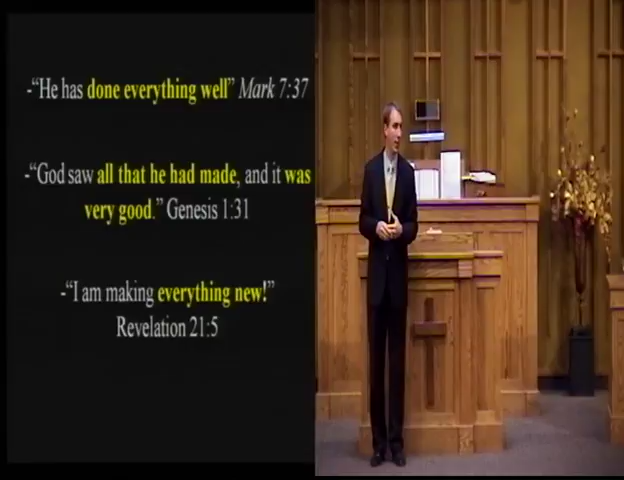 -“He has done everything well” Mark 7:37
-“God saw all that he had made, and it was
very good.” Genesis 1:31
-“I am making everything new!”
Revelation 21:5